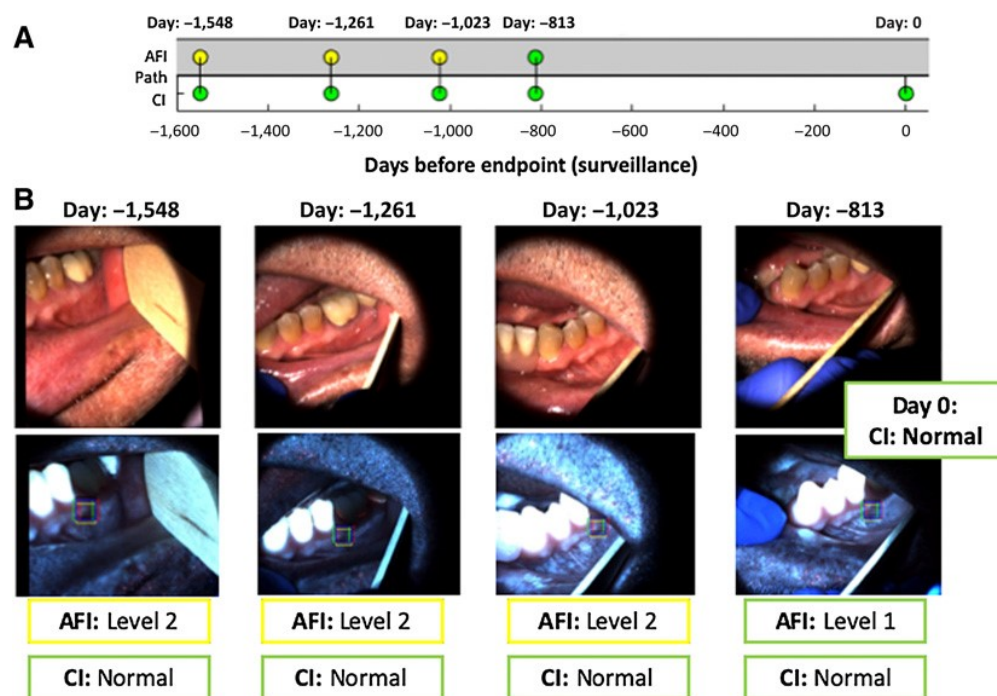 A
Day: −1,548 Day: −1,261 Day: −1,023 Day: −813 Day: 0
AFI
Path
CI
−1,600 −1,400 −1,200 −1,000 −800 −600 −400 −200 0
Days before endpoint (surveillance)
B
Day: −1,548 Day: −1,261 Day: −1,023 Day: −813
Day 0:
CI: Normal
AFI: Level 2 AFI: Level 2 AFI: Level 2 AFI: Level 1
CI: Normal CI: Normal CI: Normal CI: Normal